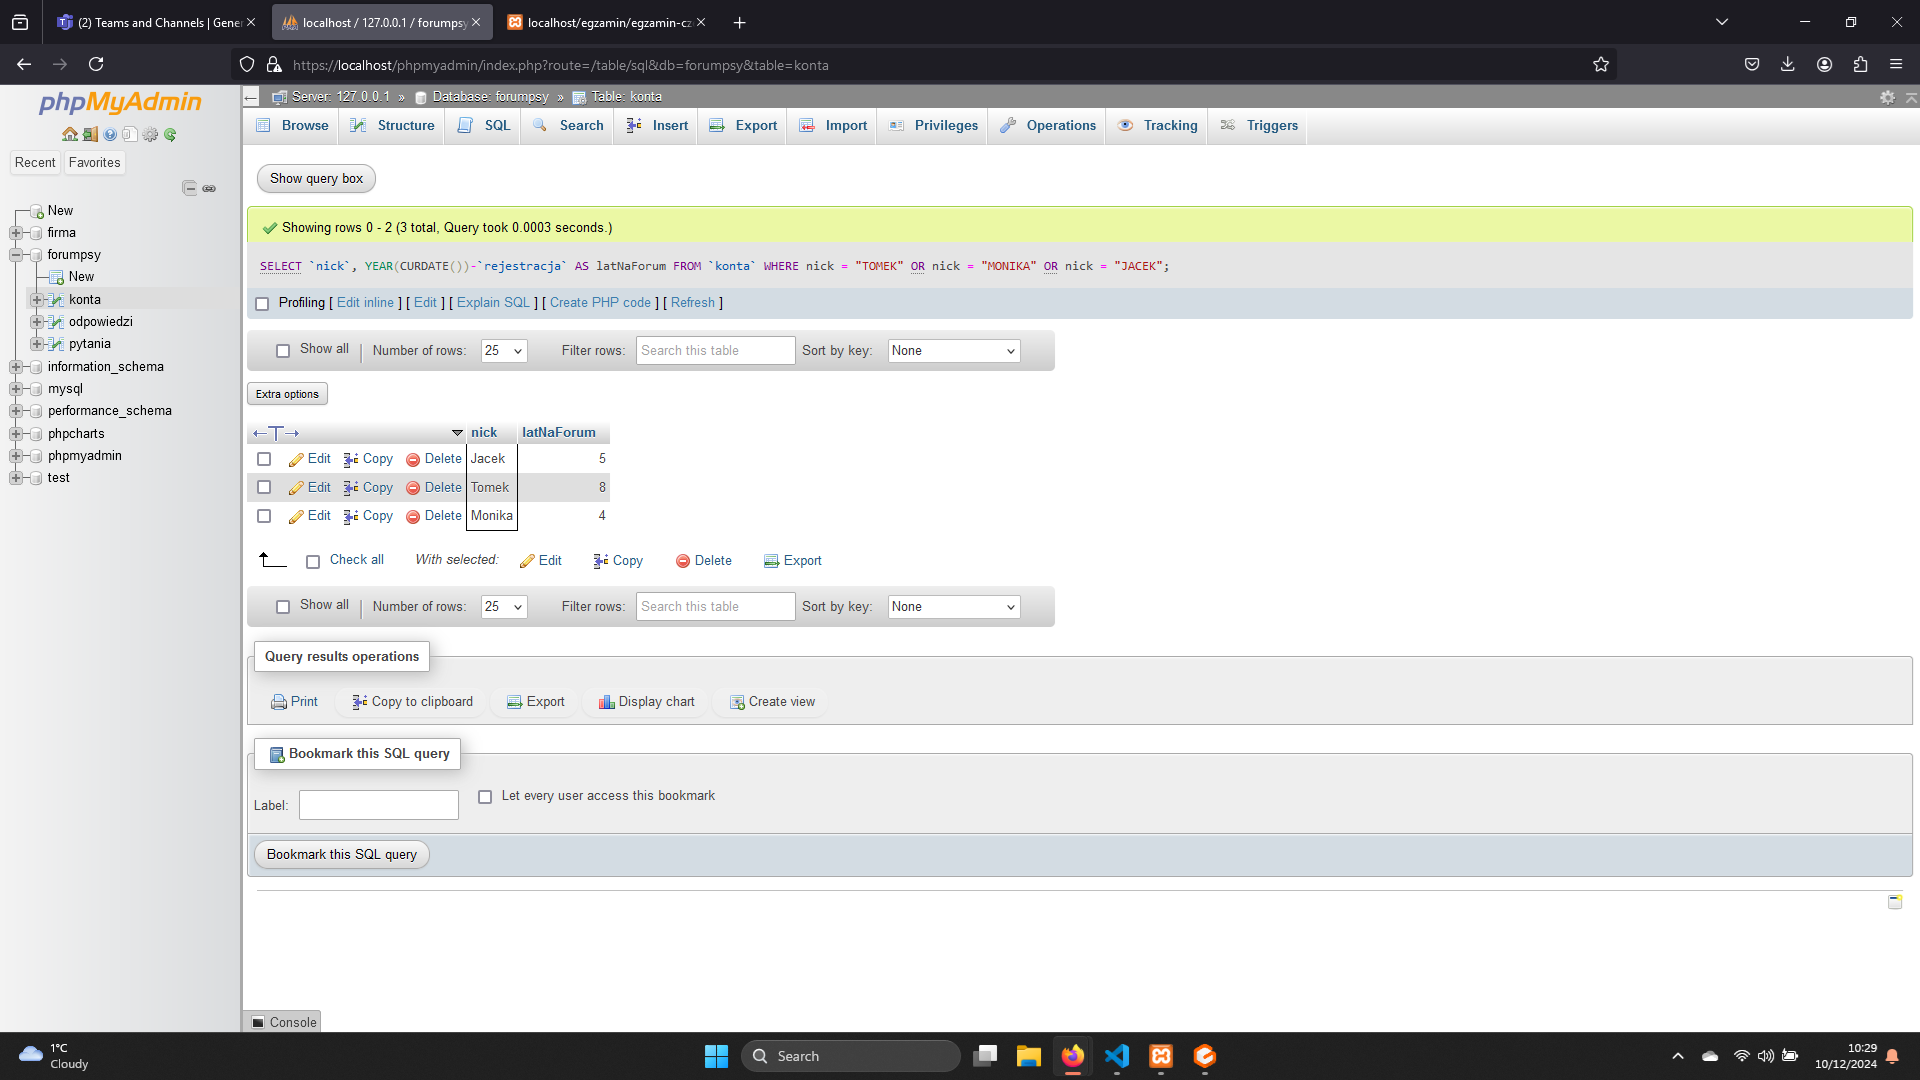 (2) Teams and Channels | Gener
localhost / 127.0.0.1 / forumpsy
localhost/egzamin/egzamin-cz
https://localhost/phpmyadmin/index.php?route=/table/sql&db=forumpsy&table=konta
phpMyAdmin
Recent
Favorites
New
firma
forumpsy
New
konta
odpowiedzi
pytania
information_schema
mysql
performance_schema
phpcharts
phpmyadmin
test
Server: 127.0.0.1 » Database: forumpsy » Table: konta
Browse Structure SQL Search Insert Export Import Privileges Operations Tracking Triggers
Show query box
Showing rows 0 - 2 (3 total, Query took 0.0003 seconds.)
SELECT `nick`, YEAR(CURDATE())-`rejestracja` AS latNaForum FROM `konta` WHERE nick = "TOMEK" OR nick = "MONIKA" OR nick = "JACEK";
Profiling [ Edit inline ] [ Edit ] [ Explain SQL ] [ Create PHP code ] [ Refresh ]
Show all Number of rows: 25 Filter rows: Search this table Sort by key: None
Extra options
nick latNaForum
Edit Copy Delete Jacek 5
Edit Copy Delete Tomek 8
Edit Copy Delete Monika 4
Check all With selected: Edit Copy Delete Export
Show all Number of rows: 25 Filter rows: Search this table Sort by key: None
Query results operations
Print Copy to clipboard Export Display chart Create view
Bookmark this SQL query
Label: Let every user access this bookmark
Bookmark this SQL query
Console
1°C
Cloudy
Search
10:29
10/12/2024